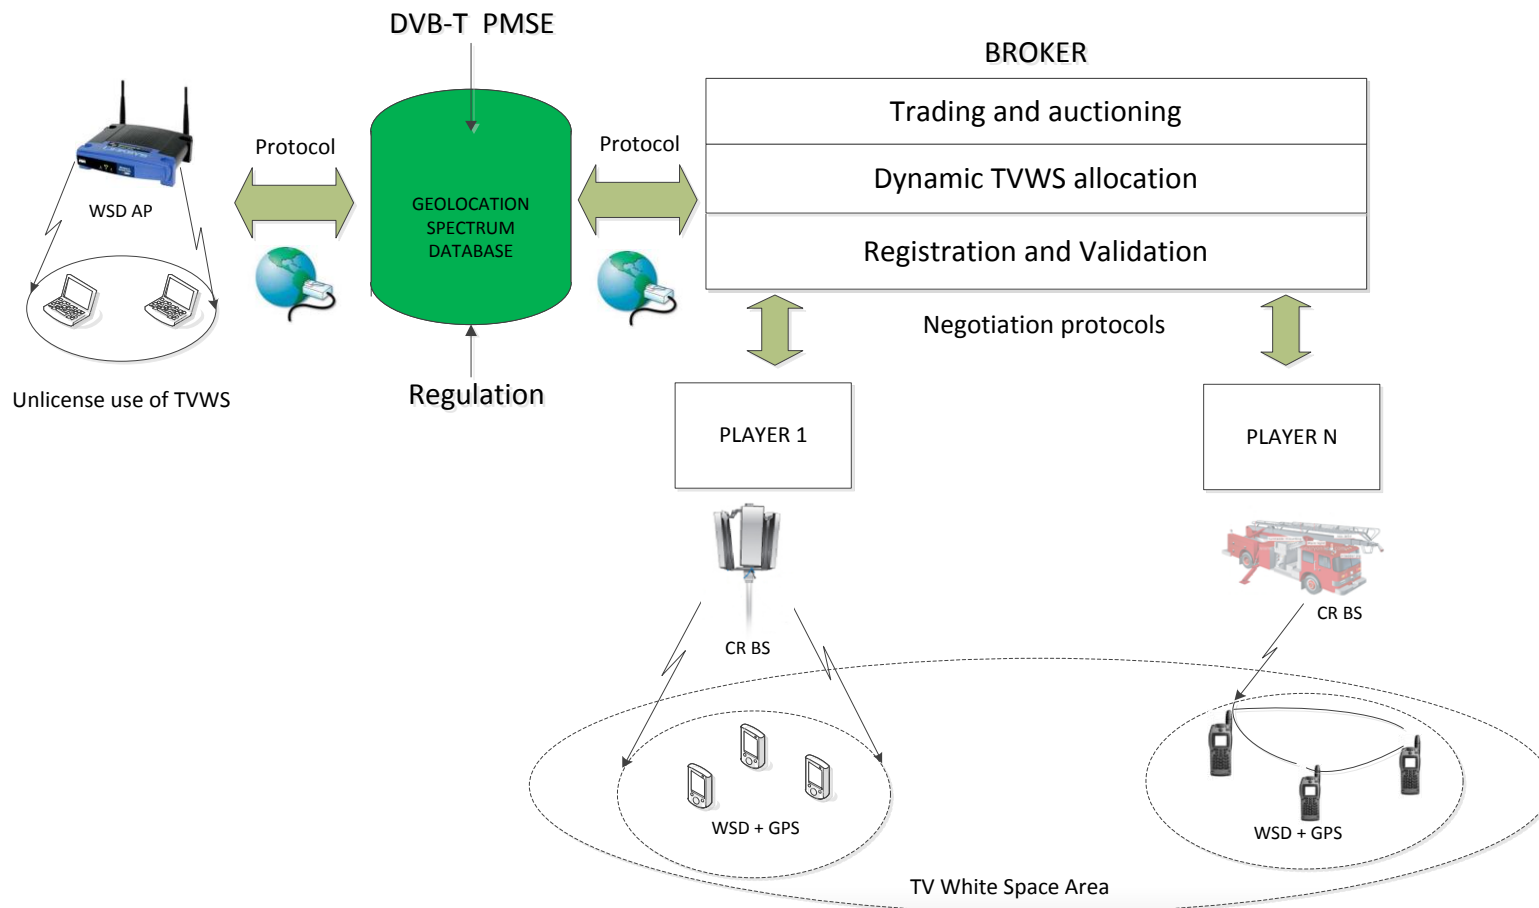 DVB-T PMSE
BROKER
Trading and auctioning
Dynamic TVWS allocation
Registration and Validation
Protocol
Protocol
WSD AP
GEOLOCATION
SPECTRUM
DATABASE
Negotiation protocols
Unlicense use of TVWS
Regulation
PLAYER 1
PLAYER N
CR BS
CR BS
WSD + GPS
WSD + GPS
TV White Space Area